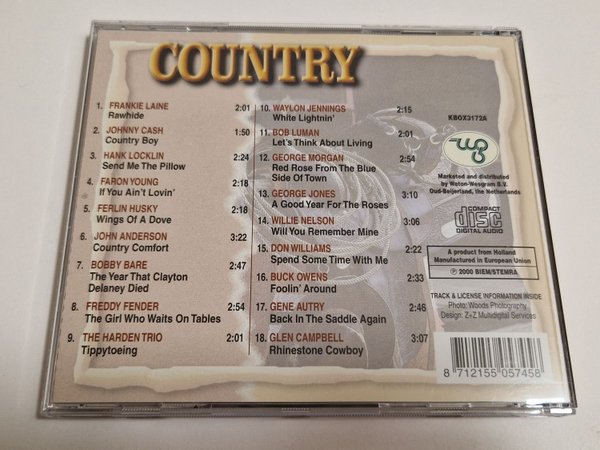 COUNTRY
1. FRANKIE LAINE 2:01
Rawhide
2. JOHNNY CASH 1:50
Country Boy
3. HANK LOCKLIN 2:24
Send Me The Pillow
4. FARON YOUNG 2:18
If You Ain't Lovin'
5. FERLIN HUSKY 2:18
Wings Of A Dove
6. JOHN ANDERSON 3:22
Country Comfort
7. BOBBY BARE 2:47
The Year That Clayton
Delaney Died
8. FREDDY FENDER 2:54
The Girl Who Waits On Tables
9. THE HARDEN TRIO 2:01
Tippytoeing
10. WAYLON JENNINGS 2:15
White Lightnin'
11. BOB LUMAN 2:01
Let's Think About Living
12. GEORGE MORGAN 2:54
Red Rose From The Blue
Side Of Town
13. GEORGE JONES 3:10
A Good Year For The Roses
14. WILLIE NELSON 3:06
Will You Remember Mine
15. DON WILLIAMS 2:22
Spend Some Time With Me
16. BUCK OWENS 2:33
Foolin' Around
17. GENE AUTRY 2:46
Back In The Saddle Again
18. GLEN CAMPBELL 3:07
Rhinestone Cowboy
KBOX3172A
Marketed and distributed
by Weton-Wesgram B.V.
Oud-Beijerland, the Netherlands
COMPACT
disc
DIGITAL AUDIO
A product from Holland
Manufactured in European Union
℗ 2000 BIEM/STEMRA
TRACK & LICENSE INFORMATION INSIDE
Photo: Woods Photography
Design: Z+Z Multidigital Services
8 712155 057458